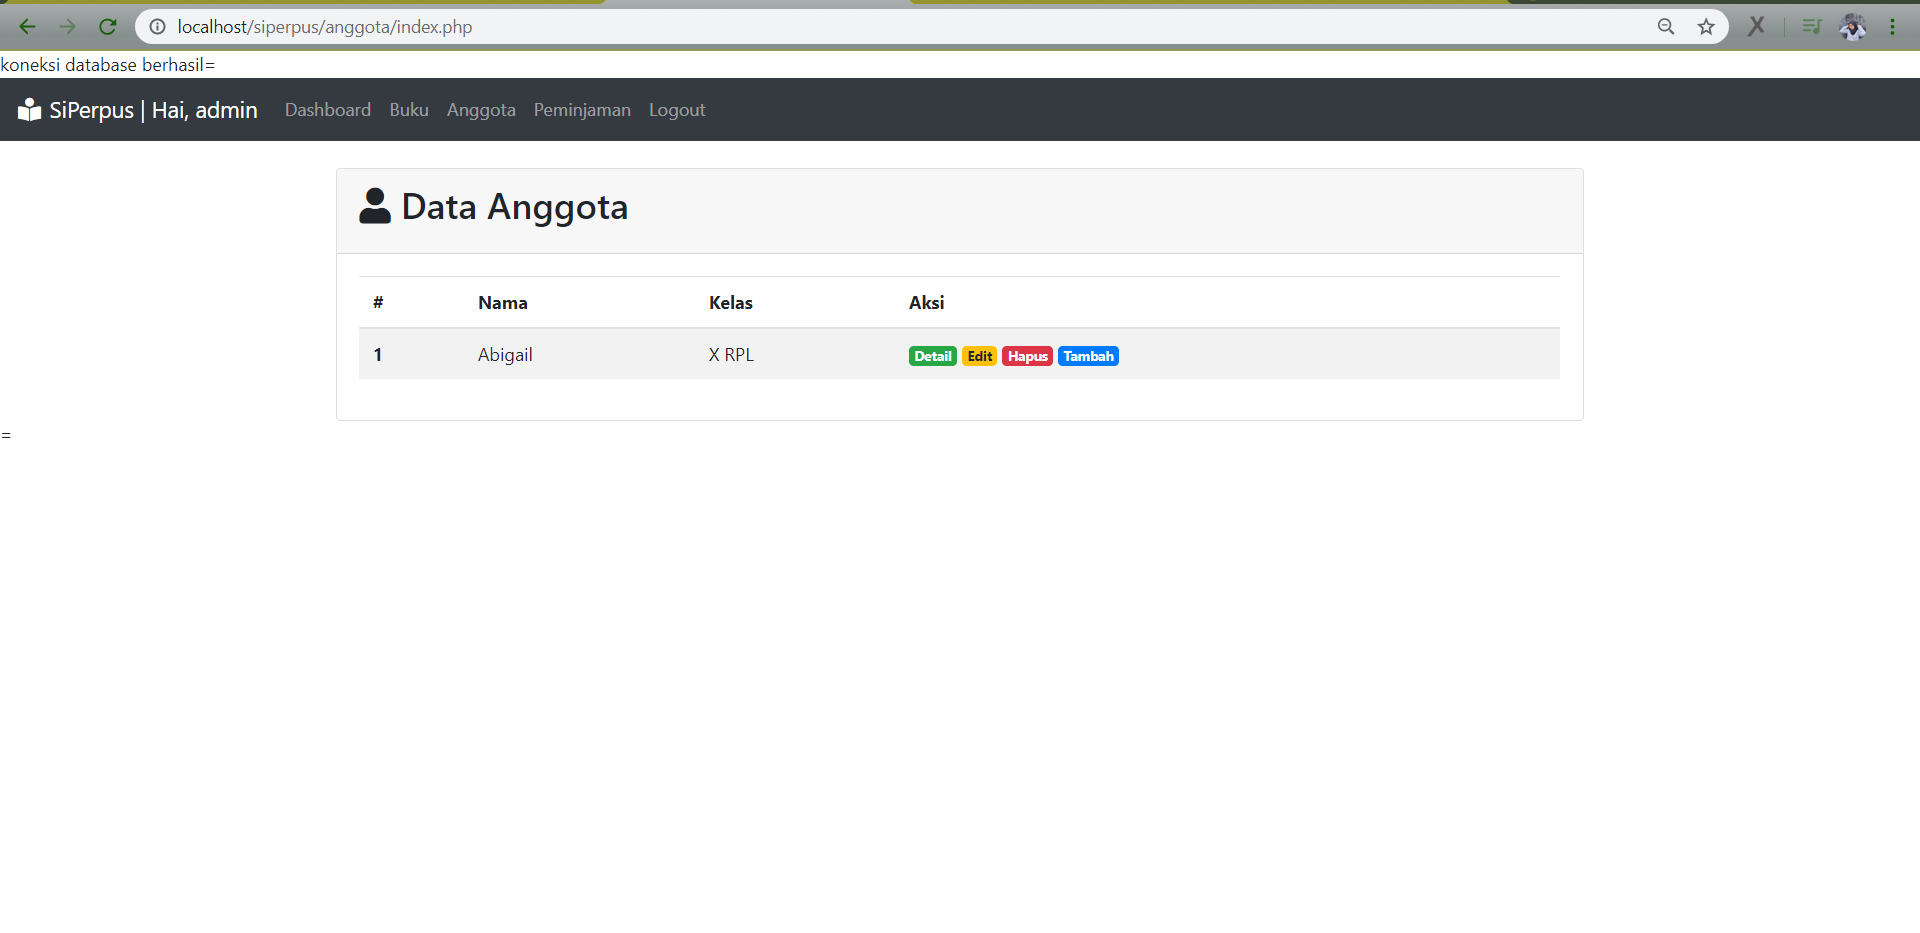 localhost/siperpus/anggota/index.php
koneksi database berhasil=
SiPerpus | Hai, admin Dashboard Buku Anggota Peminjaman Logout
Data Anggota
# Nama Kelas Aksi
1 Abigail X RPL Detail Edit Hapus Tambah
=